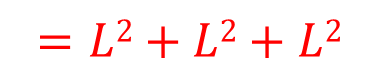 = L² + L² + L²